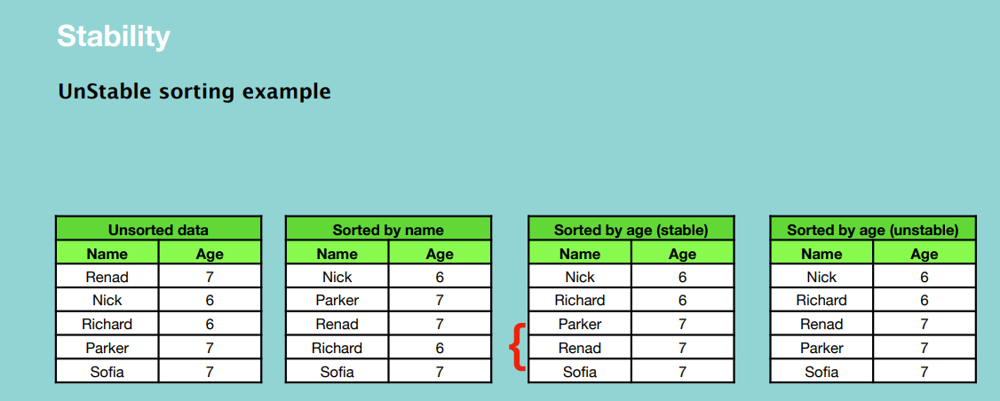 Stability
UnStable sorting example
Unsorted data
Name Age
Renad 7
Nick 6
Richard 6
Parker 7
Sofia 7
Sorted by name
Name Age
Nick 6
Parker 7
Renad 7
Richard 6
Sofia 7
{
Sorted by age (stable)
Name Age
Nick 6
Richard 6
Parker 7
Renad 7
Sofia 7
Sorted by age (unstable)
Name Age
Nick 6
Richard 6
Renad 7
Parker 7
Sofia 7